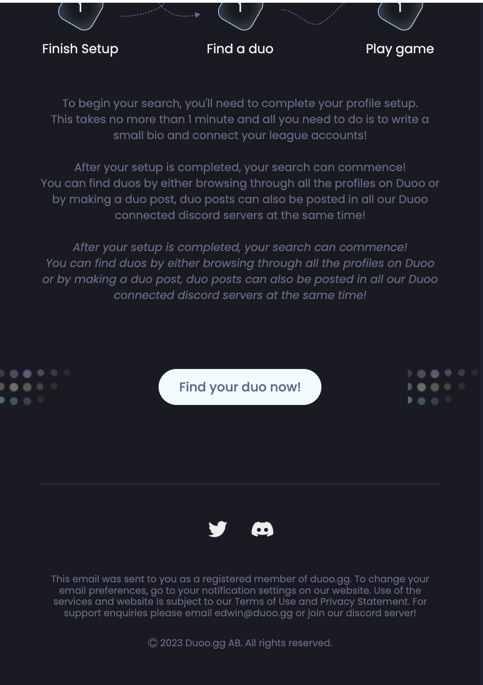 Finish Setup
Find a duo
Play game
To begin your search, you'll need to complete your profile setup.
This takes no more than 1 minute and all you need to do is to write a
small bio and connect your league accounts!
After your setup is completed, your search can commence!
You can find duos by either browsing through all the profiles on Duoo or
by making a duo post, duo posts can also be posted in all our Duoo
connected discord servers at the same time!
After your setup is completed, your search can commence!
You can find duos by either browsing through all the profiles on Duoo
or by making a duo post, duo posts can also be posted in all our Duoo
connected discord servers at the same time!
Find your duo now!
This email was sent to you as a registered member of duoo.gg. To change your
email preferences, go to your notification settings on our website. Use of the
services and website is subject to our Terms of Use and Privacy Statement. For
support enquiries please email edwin@duoo.gg or join our discord server!
© 2023 Duoo.gg AB. All rights reserved.